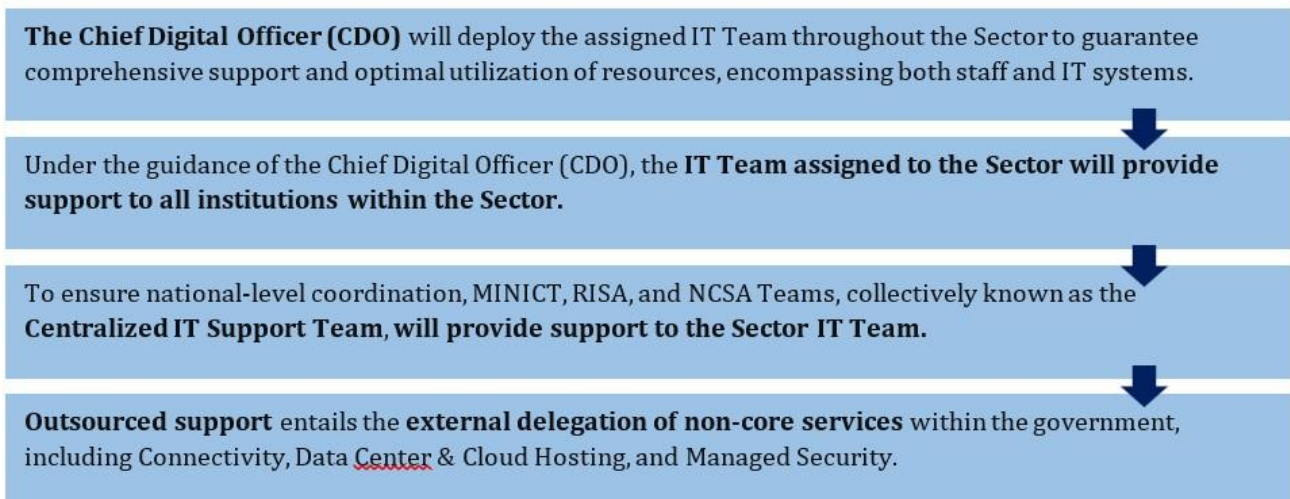 The Chief Digital Officer (CDO) will deploy the assigned IT Team throughout the Sector to guarantee
comprehensive support and optimal utilization of resources, encompassing both staff and IT systems.
Under the guidance of the Chief Digital Officer (CDO), the IT Team assigned to the Sector will provide
support to all institutions within the Sector.
To ensure national-level coordination, MINICT, RISA, and NCSA Teams, collectively known as the
Centralized IT Support Team, will provide support to the Sector IT Team.
Outsourced support entails the external delegation of non-core services within the government,
including Connectivity, Data Center & Cloud Hosting, and Managed Security.